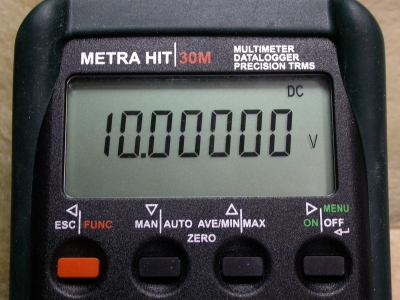 METRA HIT 30M
MULTIMETER
DATALOGGER
PRECISION TRMS
DC
10.00000 V
ESC FUNC
MAN AUTO AVE/MIN MAX
ZERO
MENU
ON OFF